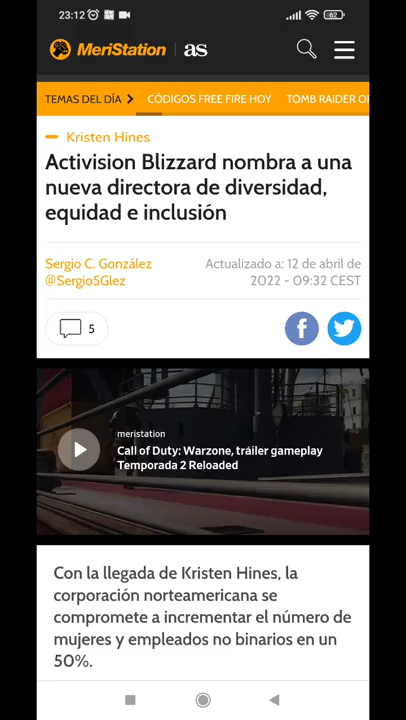 23:12
62
MeriStation as
TEMAS DEL DÍA CÓDIGOS FREE FIRE HOY TOMB RAIDER
Kristen Hines
Activision Blizzard nombra a una
nueva directora de diversidad,
equidad e inclusión
Sergio C. González
@Sergio5Glez
Actualizado a: 12 de abril de
2022 - 09:32 CEST
5
meristation
Call of Duty: Warzone, tráiler gameplay
Temporada 2 Reloaded
Con la llegada de Kristen Hines, la
corporación norteamericana se
compromete a incrementar el número de
mujeres y empleados no binarios en un
50%.